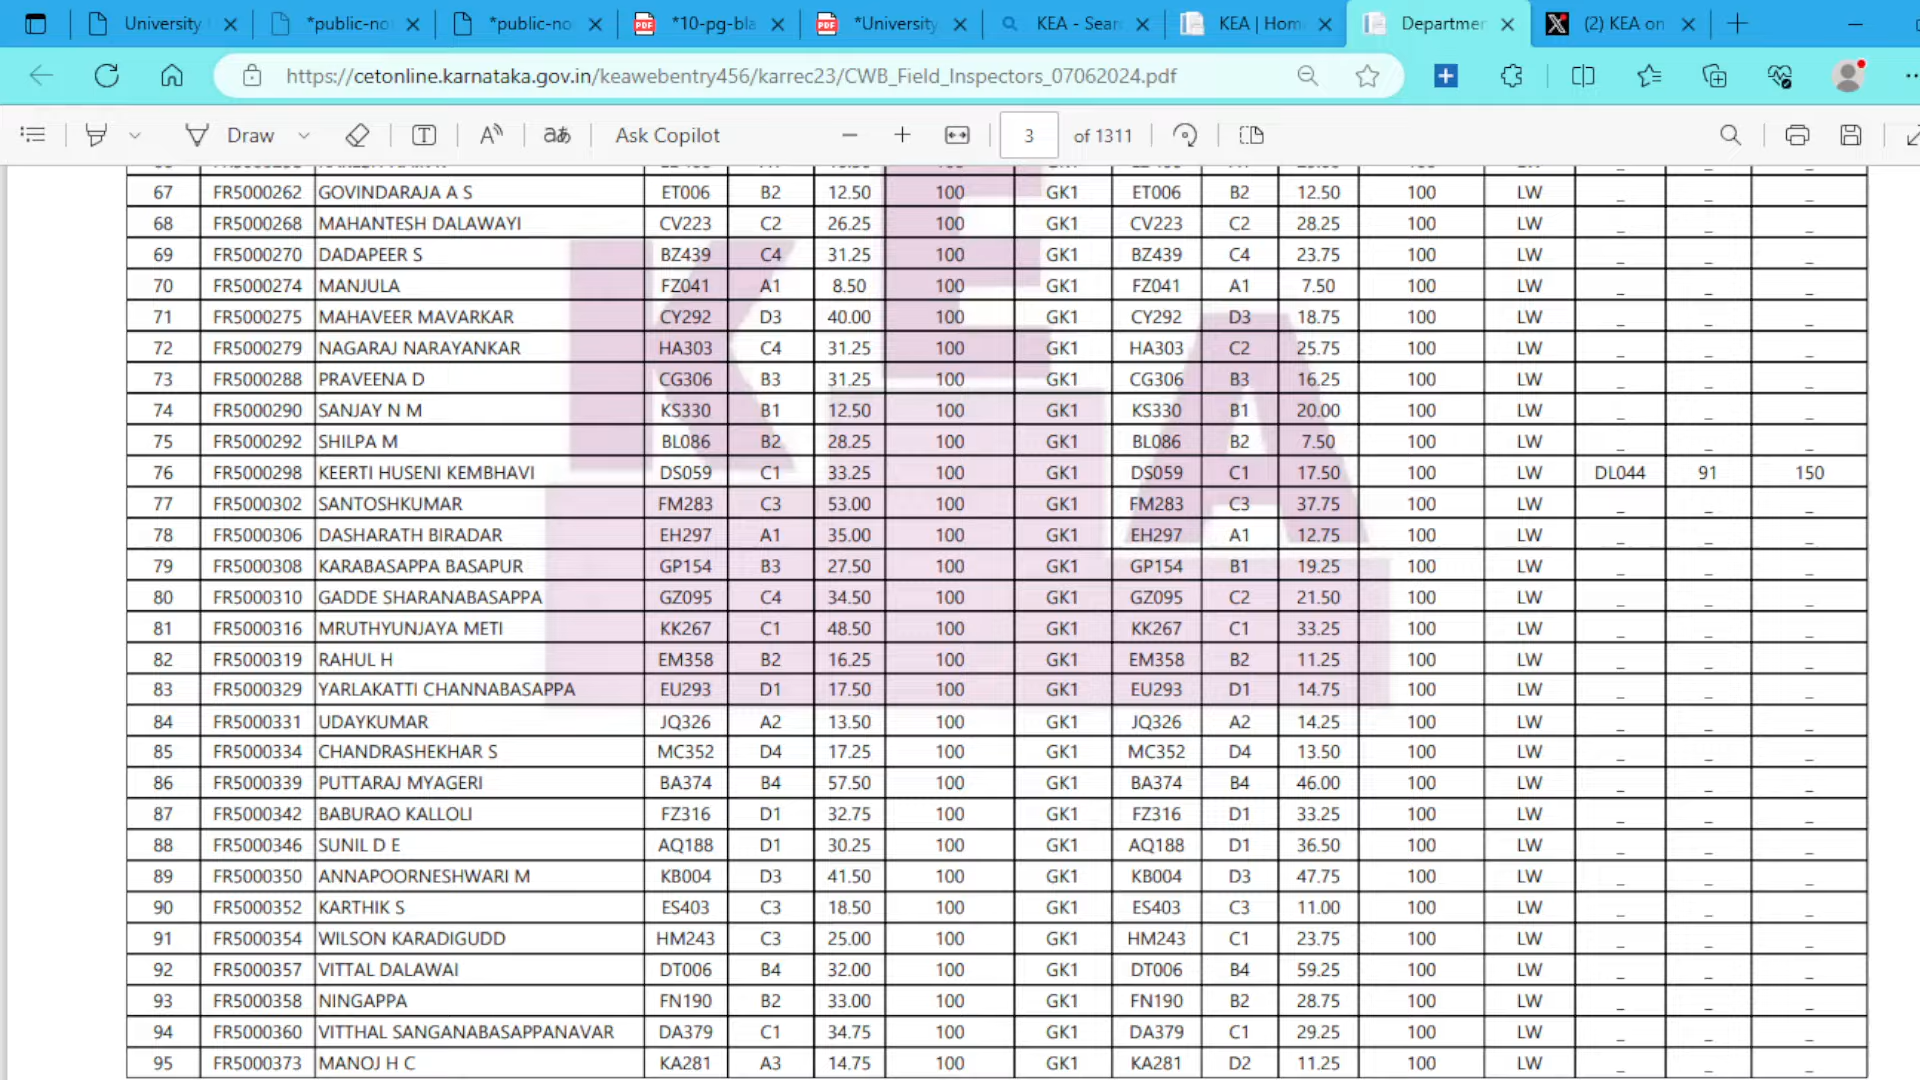 University
*public-no
*public-no
*10-pg-bla
*University
KEA - Sear
KEA | Hom
Departmen
(2) KEA on
https://cetonline.karnataka.gov.in/keawebentry456/karrec23/CWB_Field_Inspectors_07062024.pdf
Draw
Ask Copilot
3 of 1311
67 FR5000262 GOVINDARAJA A S ET006 B2 12.50 100 GK1 ET006 B2 12.50 100 LW _ _ _
68 FR5000268 MAHANTESH DALAWAYI CV223 C2 26.25 100 GK1 CV223 C2 28.25 100 LW _ _ _
69 FR5000270 DADAPEER S BZ439 C4 31.25 100 GK1 BZ439 C4 23.75 100 LW _ _ _
70 FR5000274 MANJULA FZ041 A1 8.50 100 GK1 FZ041 A1 7.50 100 LW _ _ _
71 FR5000275 MAHAVEER MAVARKAR CY292 D3 40.00 100 GK1 CY292 D3 18.75 100 LW _ _ _
72 FR5000279 NAGARAJ NARAYANKAR HA303 C4 31.25 100 GK1 HA303 C2 25.75 100 LW _ _ _
73 FR5000288 PRAVEENA D CG306 B3 31.25 100 GK1 CG306 B3 16.25 100 LW _ _ _
74 FR5000290 SANJAY N M KS330 B1 12.50 100 GK1 KS330 B1 20.00 100 LW _ _ _
75 FR5000292 SHILPA M BL086 B2 28.25 100 GK1 BL086 B2 7.50 100 LW _ _ _
76 FR5000298 KEERTI HUSENI KEMBHAVI DS059 C1 33.25 100 GK1 DS059 C1 17.50 100 LW DL044 91 150
77 FR5000302 SANTOSHKUMAR FM283 C3 53.00 100 GK1 FM283 C3 37.75 100 LW _ _ _
78 FR5000306 DASHARATH BIRADAR EH297 A1 35.00 100 GK1 EH297 A1 12.75 100 LW _ _ _
79 FR5000308 KARABASAPPA BASAPUR GP154 B3 27.50 100 GK1 GP154 B1 19.25 100 LW _ _ _
80 FR5000310 GADDE SHARANABASAPPA GZ095 C4 34.50 100 GK1 GZ095 C2 21.50 100 LW _ _ _
81 FR5000316 MRUTHYUNJAYA METI KK267 C1 48.50 100 GK1 KK267 C1 33.25 100 LW _ _ _
82 FR5000319 RAHUL H EM358 B2 16.25 100 GK1 EM358 B2 11.25 100 LW _ _ _
83 FR5000329 YARLAKATTI CHANNABASAPPA EU293 D1 17.50 100 GK1 EU293 D1 14.75 100 LW _ _ _
84 FR5000331 UDAYKUMAR JQ326 A2 13.50 100 GK1 JQ326 A2 14.25 100 LW _ _ _
85 FR5000334 CHANDRASHEKHAR S MC352 D4 17.25 100 GK1 MC352 D4 13.50 100 LW _ _ _
86 FR5000339 PUTTARAJ MYAGERI BA374 B4 57.50 100 GK1 BA374 B4 46.00 100 LW _ _ _
87 FR5000342 BABURAO KALLOLI FZ316 D1 32.75 100 GK1 FZ316 D1 33.25 100 LW _ _ _
88 FR5000346 SUNIL D E AQ188 D1 30.25 100 GK1 AQ188 D1 36.50 100 LW _ _ _
89 FR5000350 ANNAPOORNESHWARI M KB004 D3 41.50 100 GK1 KB004 D3 47.75 100 LW _ _ _
90 FR5000352 KARTHIK S ES403 C3 18.50 100 GK1 ES403 C3 11.00 100 LW _ _ _
91 FR5000354 WILSON KARADIGUDD HM243 C3 25.00 100 GK1 HM243 C1 23.75 100 LW _ _ _
92 FR5000357 VITTAL DALAWAI DT006 B4 32.00 100 GK1 DT006 B4 59.25 100 LW _ _ _
93 FR5000358 NINGAPPA FN190 B2 33.00 100 GK1 FN190 B2 28.75 100 LW _ _ _
94 FR5000360 VITTHAL SANGANABASAPPANAVAR DA379 C1 34.75 100 GK1 DA379 C1 29.25 100 LW _ _ _
95 FR5000373 MANOJ H C KA281 A3 14.75 100 GK1 KA281 D2 11.25 100 LW _ _ _
KEA